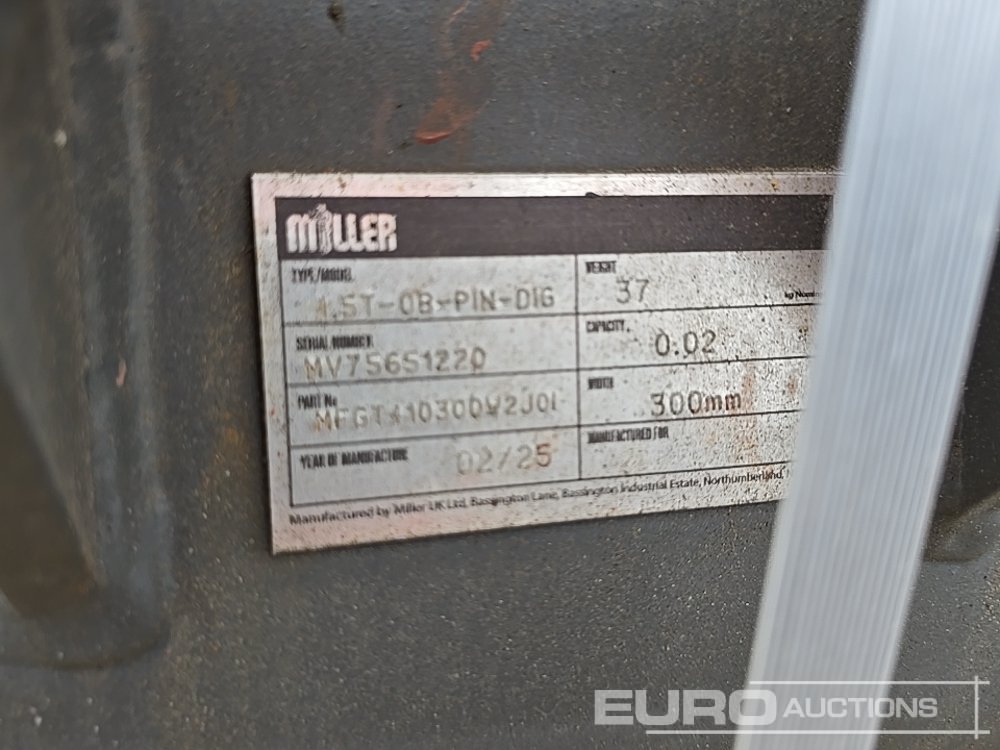 MILLER
TYPE/MODEL
1.5T-OB-PIN-DIG
WEIGHT
37
kg Nomi
SERIAL NUMBER
MV756S1220
CAPACITY.
0.02
PART No
WIDTH
300mm
YEAR OF MANUFACTURE
02/25
MANUFACTURED FOR
Manufactured by Miller UK Ltd, Bassington Lane, Bassington Industrial Estate, Northumberland,
EURO AUCTIONS